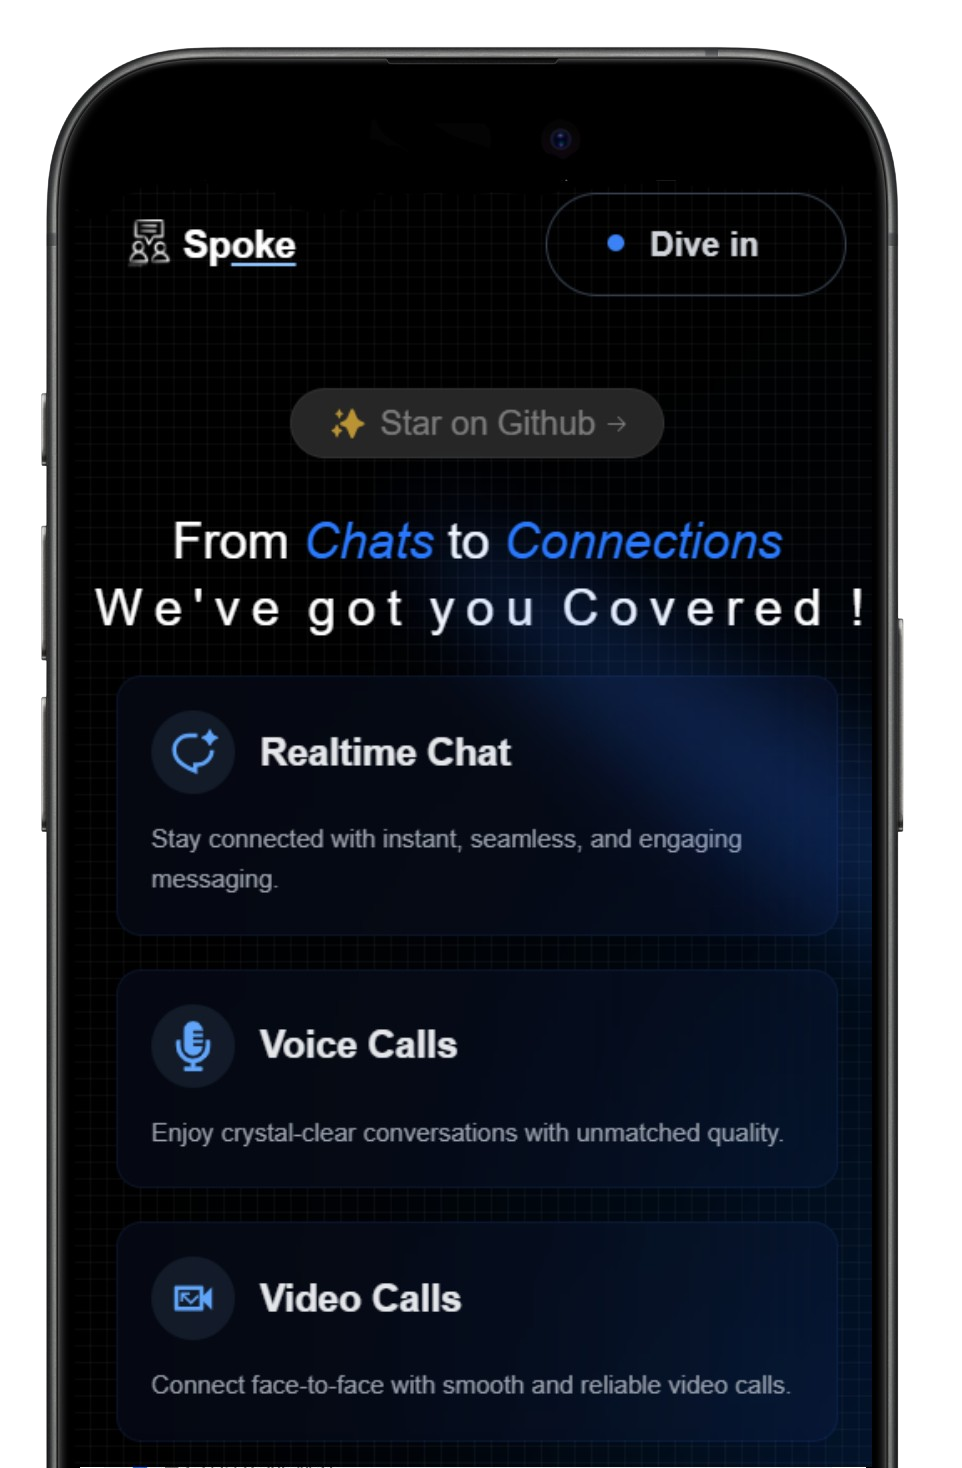 Spoke
Dive in
✨ Star on Github →
From Chats to Connections
We've got you Covered !
Realtime Chat
Stay connected with instant, seamless, and engaging
messaging.
Voice Calls
Enjoy crystal-clear conversations with unmatched quality.
Video Calls
Connect face-to-face with smooth and reliable video calls.